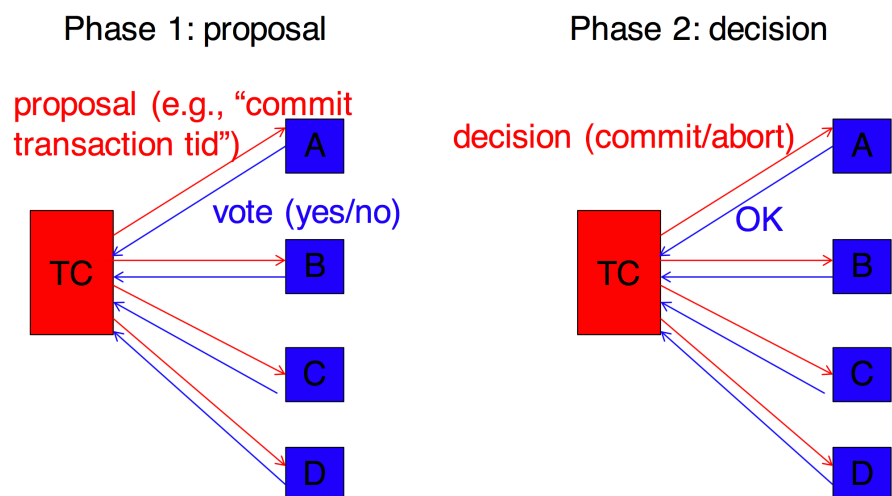 Phase 1: proposal
proposal (e.g., “commit
transaction tid”)
A
vote (yes/no)
TC
B
C
D
Phase 2: decision
decision (commit/abort)
A
OK
TC
B
C
D